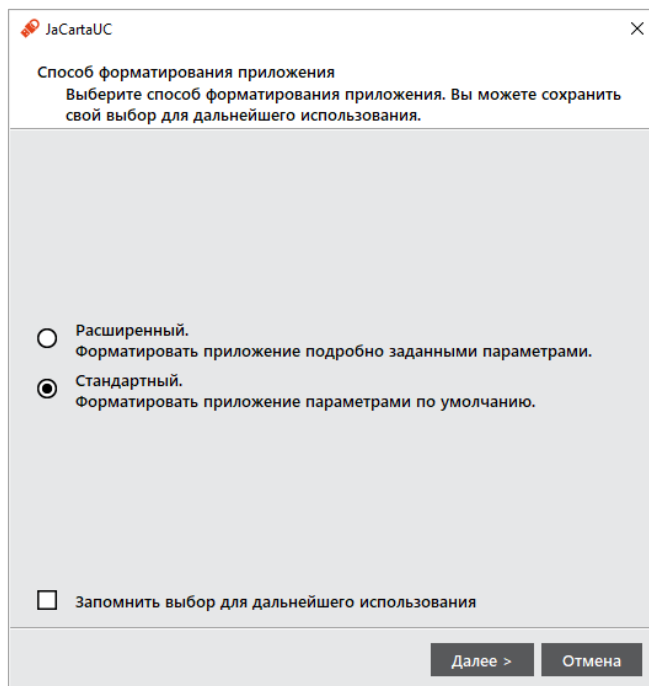 JaCartaUC
Способ форматирования приложения
Выберите способ форматирования приложения. Вы можете сохранить
свой выбор для дальнейшего использования.
Расширенный.
Форматировать приложение подробно заданными параметрами.
Стандартный.
Форматировать приложение параметрами по умолчанию.
Запомнить выбор для дальнейшего использования
Далее >
Отмена